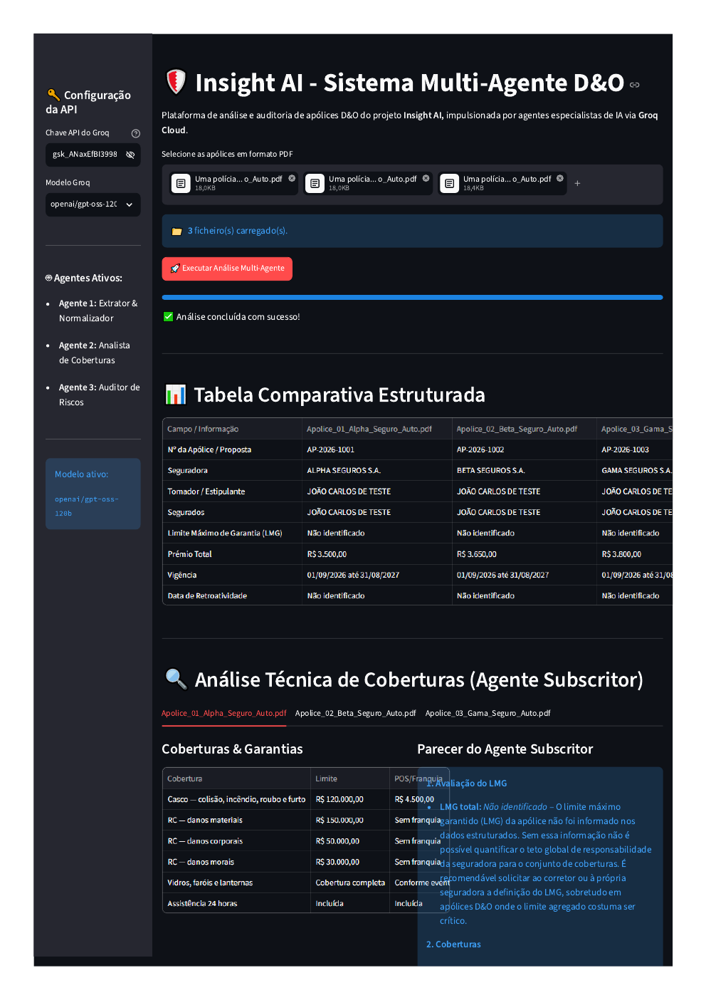 Configuração
da API
Chave API do Groq
gsk_ANaxEfBI3998
Modelo Groq
openai/gpt-oss-12
Agentes Ativos:
Agente 1: Extrator &
Normalizador
Agente 2: Analista
de Coberturas
Agente 3: Auditor de
Riscos
Modelo ativo:
openai/gpt-oss-
120b
Insight AI - Sistema Multi-Agente D&O
Plataforma de análise e auditoria de apólices D&O do projeto Insight AI, impulsionada por agentes especialistas de IA via Groq
Cloud.
Selecione as apólices em formato PDF
Uma polícia... o_Auto.pdf
18,0KB
Uma polícia... o_Auto.pdf
18,0KB
Uma polícia... o_Auto.pdf
18,4KB
3 ficheiro(s) carregado(s).
Executar Análise Multi-Agente
Análise concluída com sucesso!
Tabela Comparativa Estruturada
Campo / Informação Apolice_01_Alpha_Seguro_Auto.pdf Apolice_02_Beta_Seguro_Auto.pdf Apolice_03_Gama_S
Nº da Apólice / Proposta AP-2026-1001 AP-2026-1002 AP-2026-1003
Seguradora ALPHA SEGUROS S.A. BETA SEGUROS S.A. GAMA SEGUROS S.A.
Tomador / Estipulante JOÃO CARLOS DE TESTE JOÃO CARLOS DE TESTE JOÃO CARLOS DE TE
Segurados JOÃO CARLOS DE TESTE JOÃO CARLOS DE TESTE JOÃO CARLOS DE TE
Limite Máximo de Garantia (LMG) Não identificado Não identificado Não identificado
Prémio Total R$ 3.500,00 R$ 3.650,00 R$ 3.800,00
Vigência 01/09/2026 até 31/08/2027 01/09/2026 até 31/08/2027 01/09/2026 até 31/08
Data de Retroatividade Não identificado Não identificado Não identificado
Análise Técnica de Coberturas (Agente Subscritor)
Apolice_01_Alpha_Seguro_Auto.pdf Apolice_02_Beta_Seguro_Auto.pdf Apolice_03_Gama_Seguro_Auto.pdf
Coberturas & Garantias
Cobertura Limite POS/Franquia
Casco — colisão, incêndio, roubo e furto R$ 120.000,00 R$ 4.500,00
RC — danos materiais R$ 150.000,00 Sem franquia
RC — danos corporais R$ 50.000,00 Sem franquia
RC — danos morais R$ 30.000,00 Sem franquia
Vidros, faróis e lanternas Cobertura completa Conforme event
Assistência 24 horas Incluída Incluída
Parecer do Agente Subscritor
1. Avaliação do LMG
LMG total: Não identificado – O limite máximo
garantido (LMG) da apólice não foi informado nos
dados estruturados. Sem essa informação não é
possível quantificar o teto global de responsabilidade
da seguradora para o conjunto de coberturas. É
recomendável solicitar ao corretor ou à própria
seguradora a definição do LMG, sobretudo em
apólices D&O onde o limite agregado costuma ser
crítico.
2. Coberturas